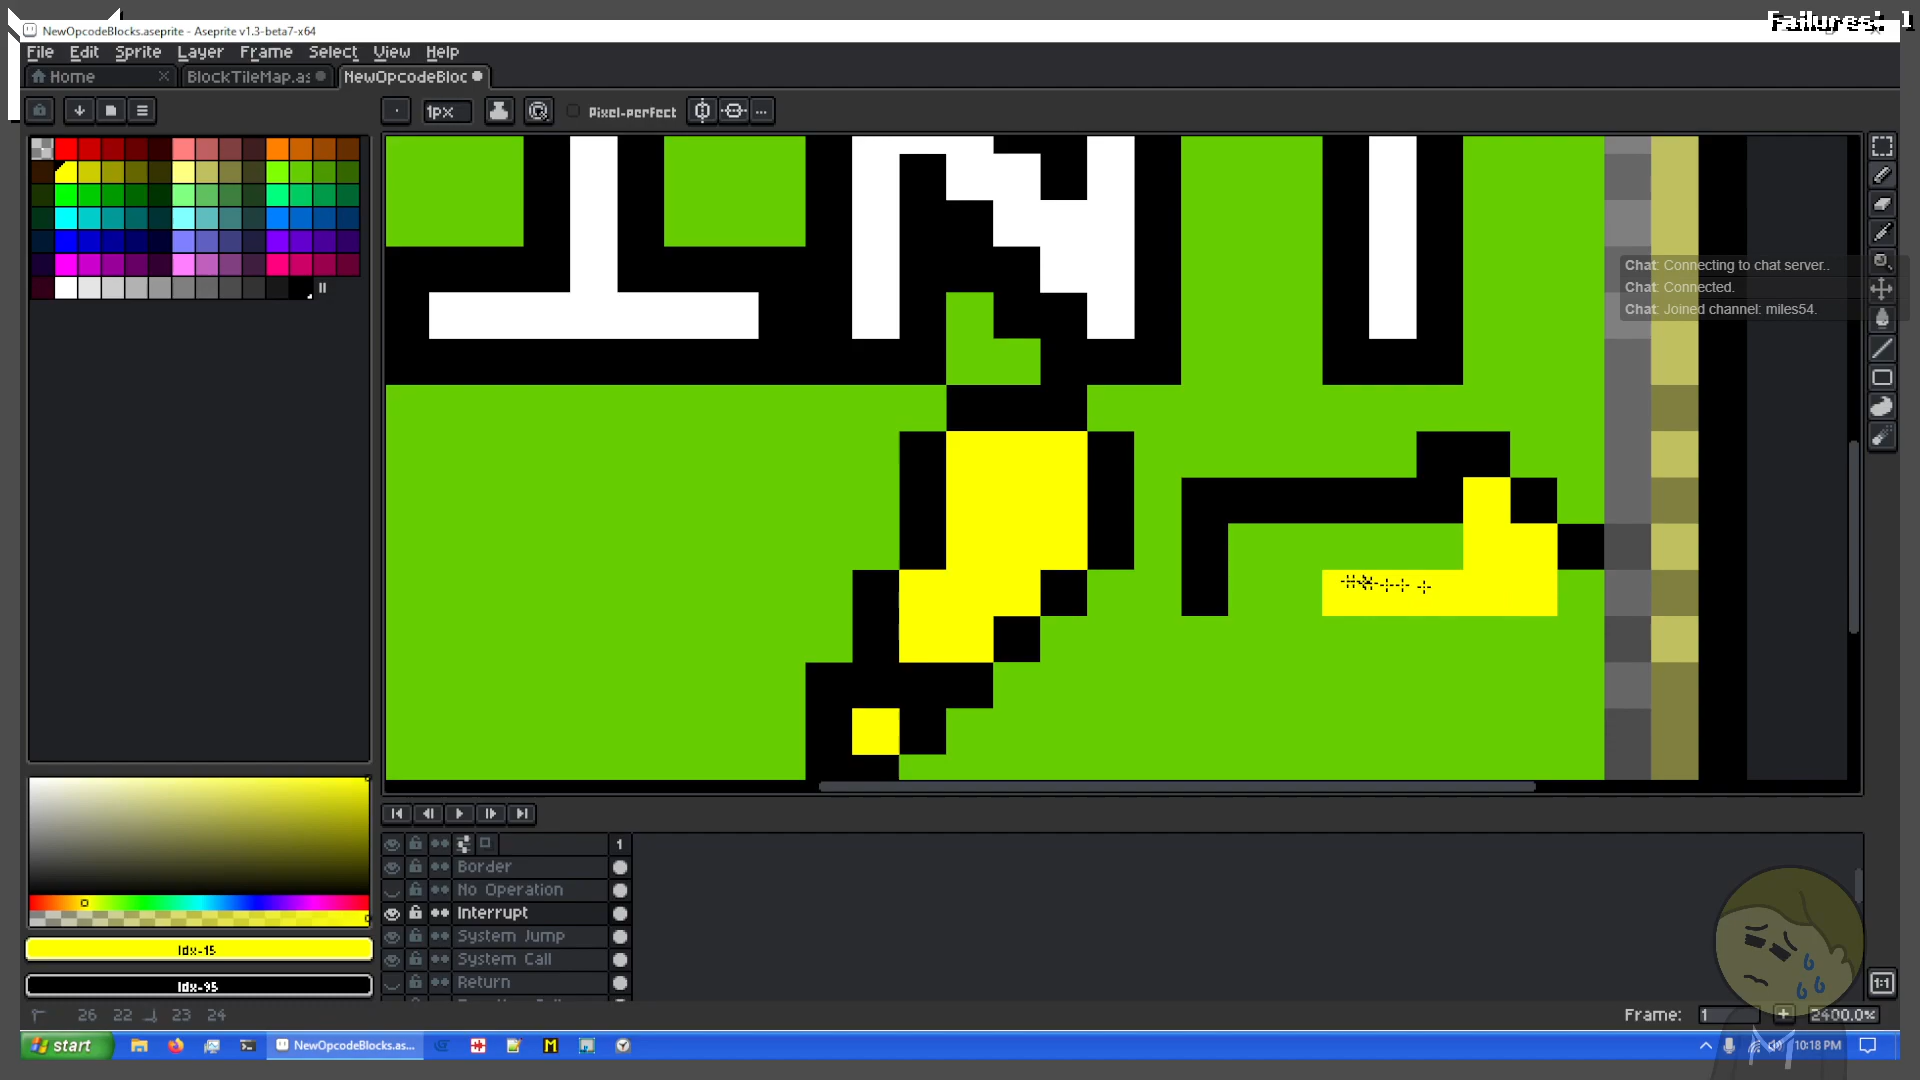 Failures: 1
NewOpcodeBlocks.aseprite - Aseprite v1.3-beta7-x64
File Edit Sprite Layer Frame Select View Help
Home BlockTileMap.as NewOpcodeBloc
1px Pixel-perfect
INI
Chat: Connecting to chat server..
Chat: Connected.
Chat: Joined channel: miles54.
1
Border
No Operation
Interrupt
System Jump
System Call
Return
Idx-15
Idx-95
26 22 23 24
Frame: 1 2400.0%
1:1
start NewOpcodeBlocks.as... 10:18 PM